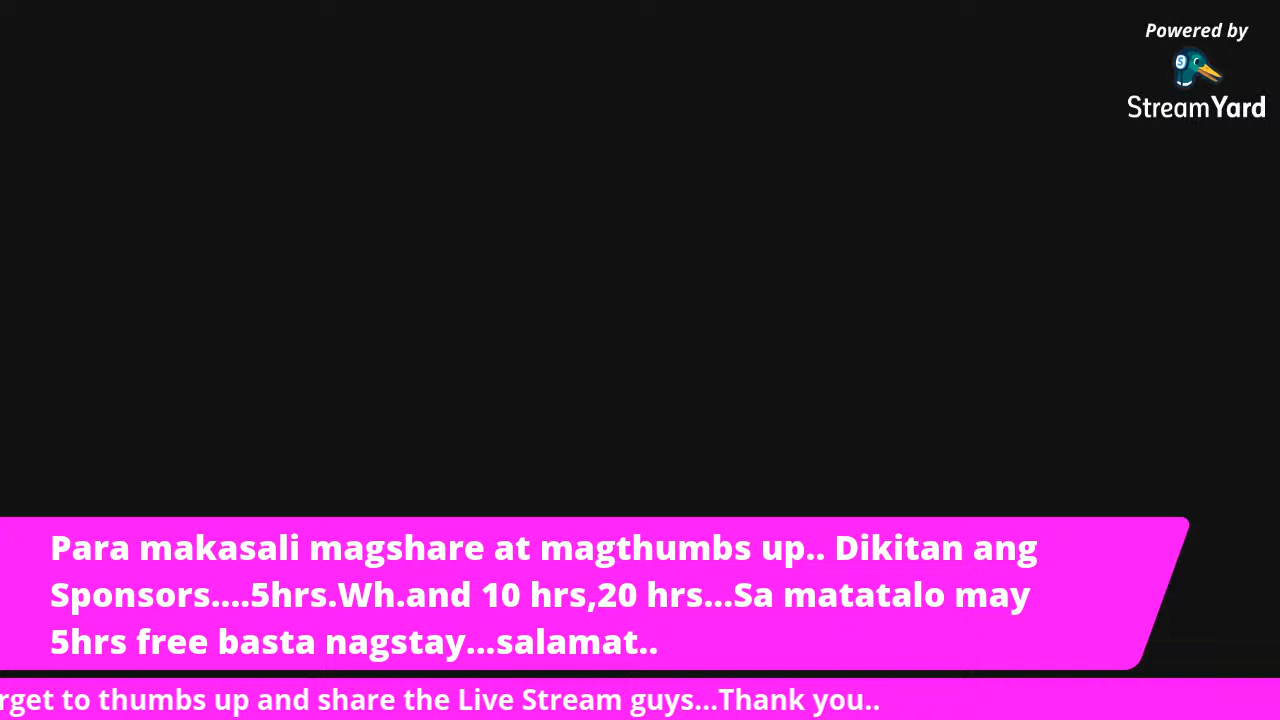 Powered by
S
StreamYard
Para makasali magshare at magthumbs up.. Dikitan ang
Sponsors....5hrs.Wh.and 10 hrs,20 hrs...Sa matatalo may
5hrs free basta nagstay...salamat..
rget to thumbs up and share the Live Stream guys...Thank you..